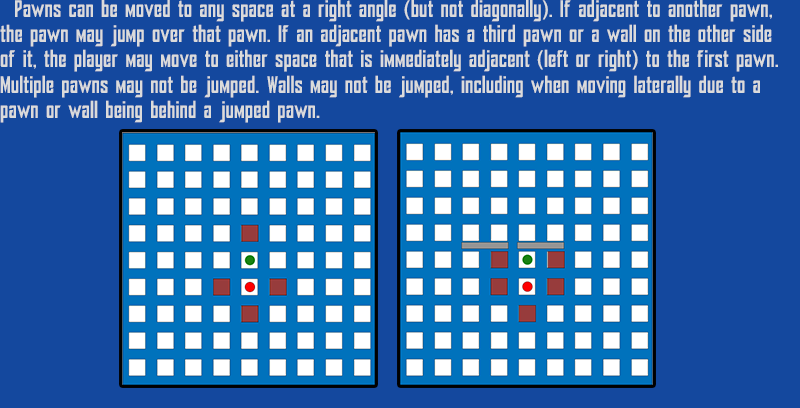 Pawns can be moved to any space at a right angle (but not diagonally). If adjacent to another pawn,
the pawn may jump over that pawn. If an adjacent pawn has a third pawn or a wall on the other side
of it, the player may move to either space that is immediately adjacent (left or right) to the first pawn.
Multiple pawns may not be jumped. Walls may not be jumped, including when moving laterally due to a
pawn or wall being behind a jumped pawn.